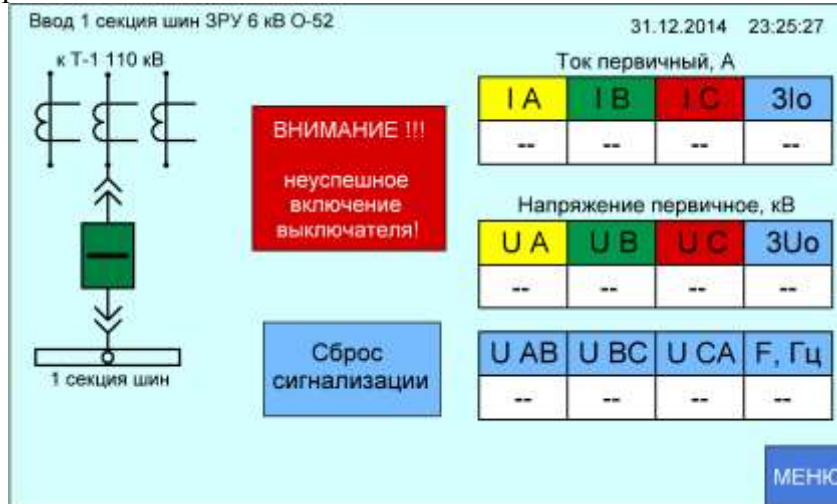 Ввод 1 секция шин ЗРУ 6 кВ О-52
31.12.2014 23:25:27
к Т-1 110 кВ
Ток первичный, А
I A I B I C 3Io
-- -- -- --
ВНИМАНИЕ !!!
неуспешное
включение
выключателя!
Напряжение первичное, кВ
U A U B U C 3Uo
-- -- -- --
1 секция шин
Сброс
сигнализации
U AB U BC U CA F, Гц
-- -- -- --
МЕНЮ